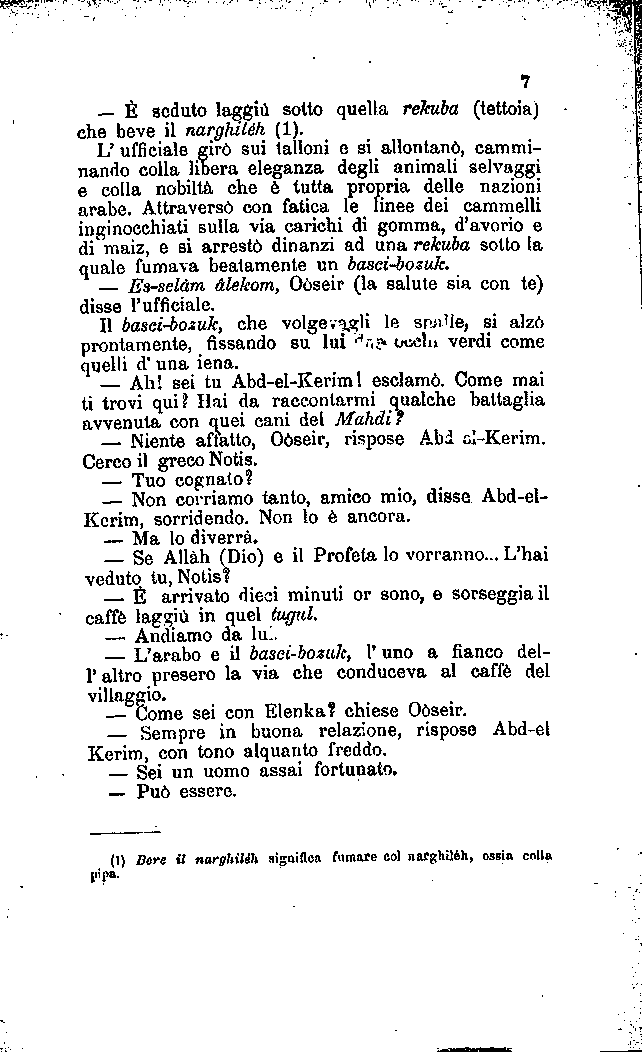 7
— È seduto laggiù sotto quella rekuba (tettoia)
che beve il narghiléh (1).
L' ufficiale girò sui talloni e si allontanò, cammi-
nando colla libera eleganza degli animali selvaggi
e colla nobiltà che è tutta propria delle nazioni
arabe. Attraversò con fatica le linee dei cammelli
inginocchiati sulla via carichi di gomma, d'avorio e
di maiz, e si arrestò dinanzi ad una rekuba sotto la
quale fumava beatamente un basci-bozuk.
— Es-selàm âlekom, Oòseir (la salute sia con te)
disse l'ufficiale.
Il basci-bozuk, che volgevagli le spalle, si alzò
prontamente, fissando su lui due occhi verdi come
quelli d' una iena.
— Ah! sei tu Abd-el-Kerim! esclamò. Come mai
ti trovi qui? Hai da raccontarmi qualche battaglia
avvenuta con quei cani del Mahdi?
— Niente affatto, Oòseir, rispose Abd el-Kerim.
Cerco il greco Notis.
— Tuo cognato?
— Non corriamo tanto, amico mio, disse Abd-el-
Kerim, sorridendo. Non lo è ancora.
— Ma lo diverrà.
— Se Allàh (Dio) e il Profeta lo vorranno... L'hai
veduto tu, Notis?
— È arrivato dieci minuti or sono, e sorseggia il
caffè laggiù in quel tugul.
— Andiamo da lui.
— L'arabo e il basci-bozuk, l' uno a fianco del-
l' altro presero la via che conduceva al caffè del
villaggio.
— Come sei con Elenka? chiese Oòseir.
— Sempre in buona relazione, rispose Abd-el
Kerim, con tono alquanto freddo.
— Sei un uomo assai fortunato.
— Può essere.
(1) Bere il narghiléh significa fumare col narghiléh, ossia colla
pipa.